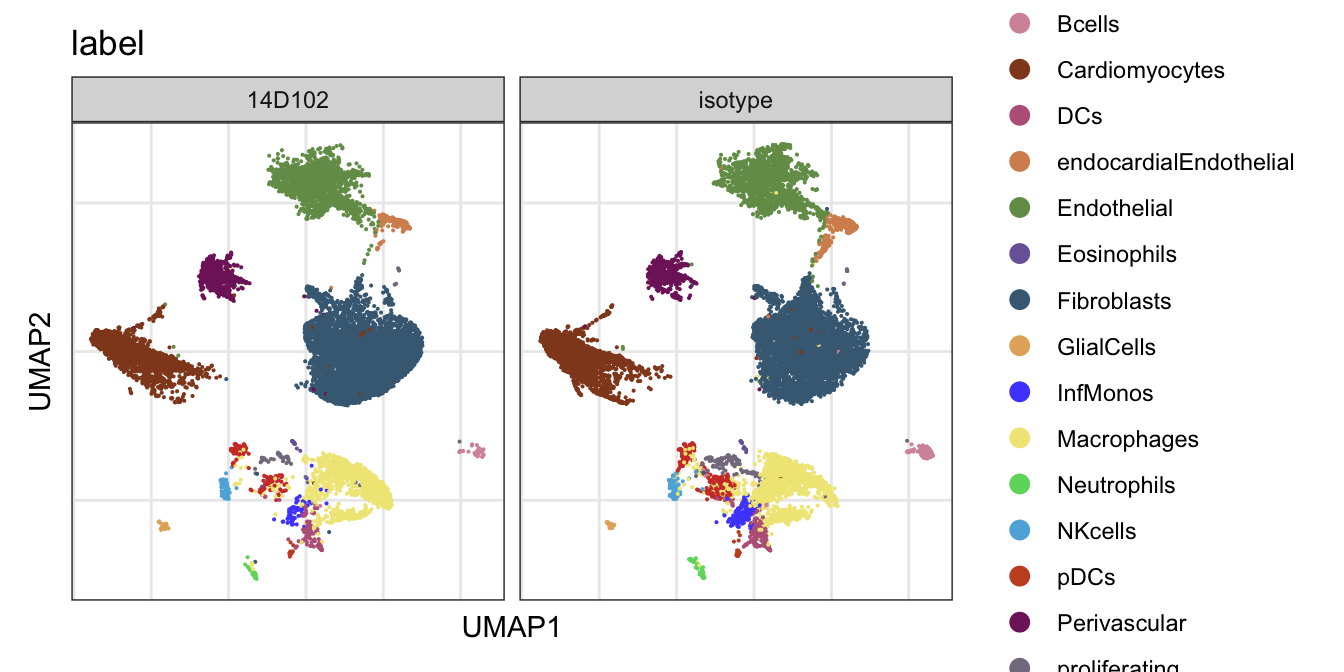 label
14D102
isotype
UMAP2
UMAP1
Bcells
Cardiomyocytes
DCs
endocardialEndothelial
Endothelial
Eosinophils
Fibroblasts
GlialCells
InfMonos
Macrophages
Neutrophils
NKcells
pDCs
Perivascular
proliferating